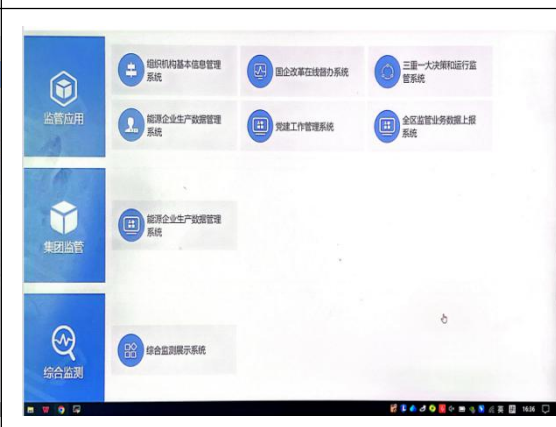 监管应用
组织机构基本信息管理
系统
国企改革在线督办系统
三重一大决策和运行监
管系统
能源企业生产数据管理
系统
党建工作管理系统
全区监管业务数据上报
系统
集团监管
能源企业生产数据管理
系统
综合监测
综合监测展示系统
英
16:36